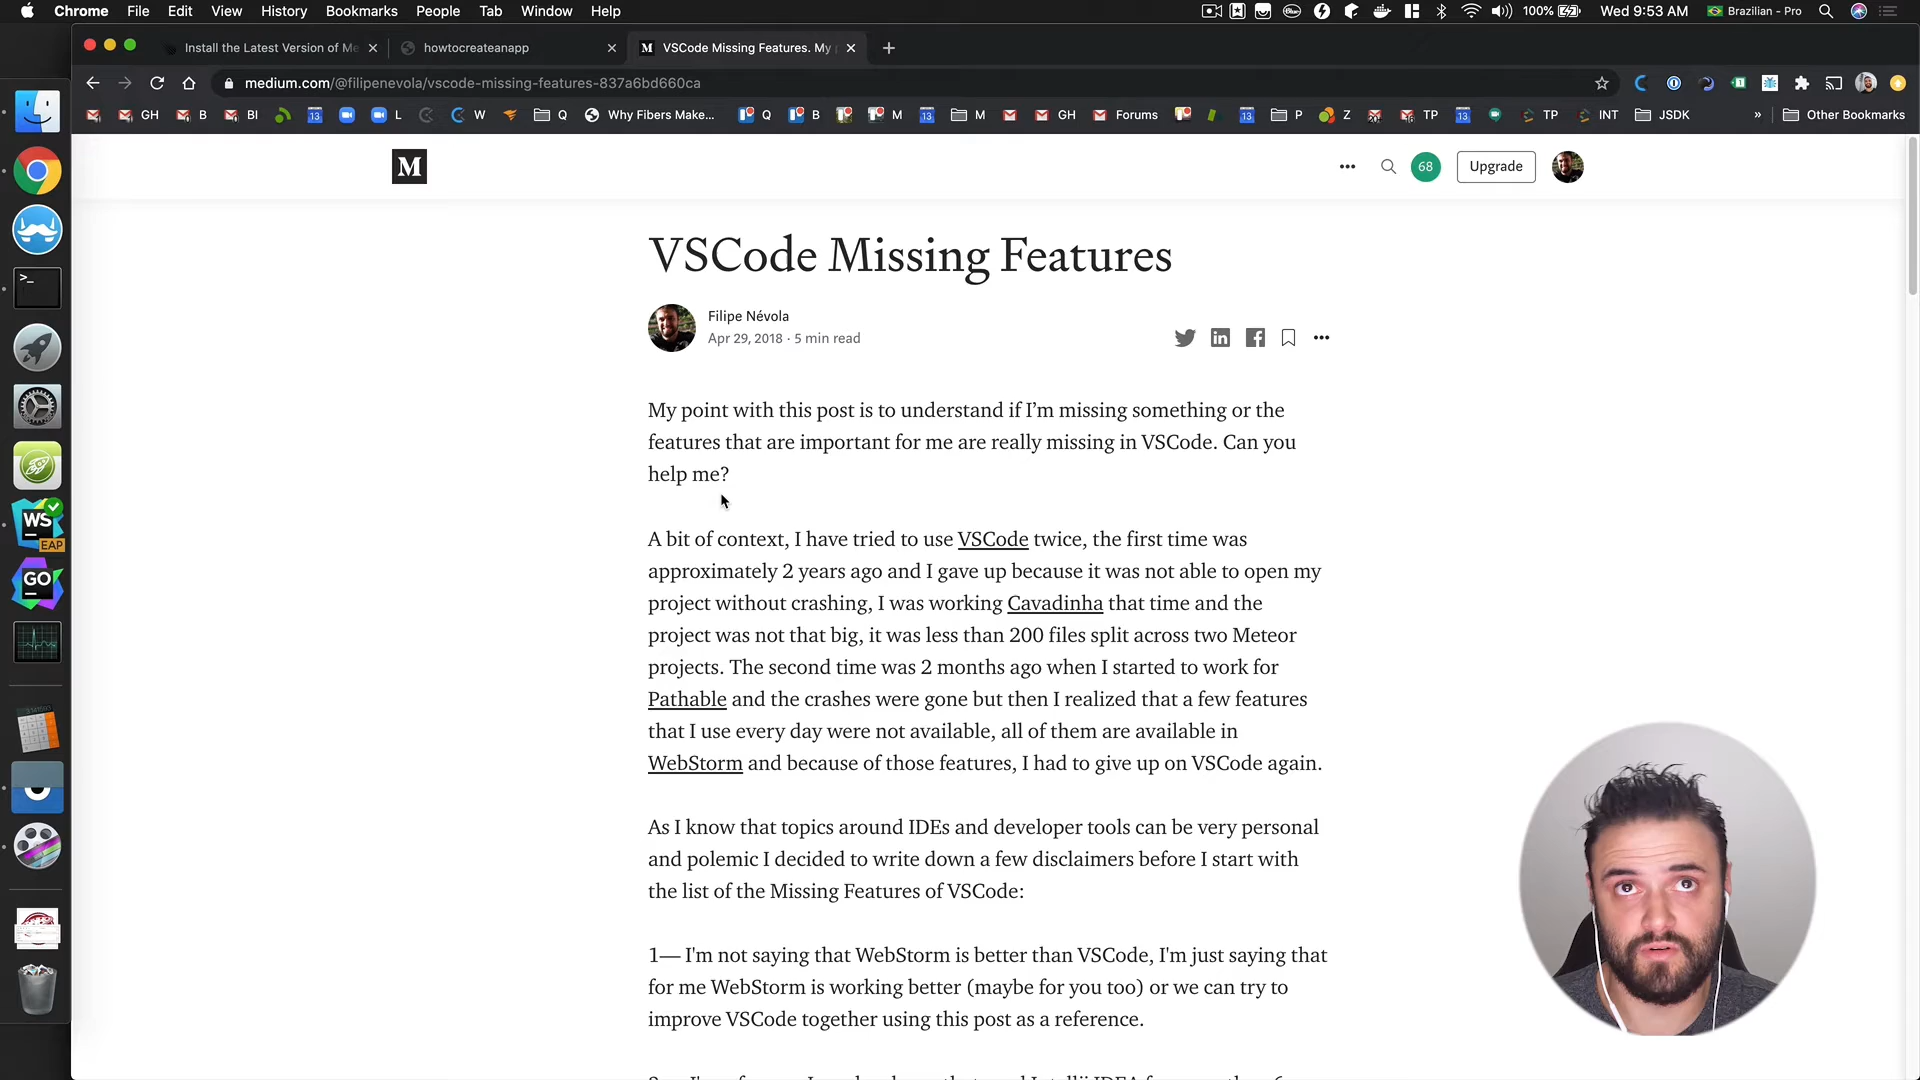 Chrome File Edit View History Bookmarks People Tab Window Help
100% Wed 9:53 AM Brazilian - Pro
Install the Latest Version of Me
howtocreateanapp
M VSCode Missing Features. My
medium.com/@filipenevola/vscode-missing-features-837a6bd660ca
GH B BI L W Q Why Fibers Make... Q B M M GH Forums P Z TP TP INT JSDK » Other Bookmarks
M
68 Upgrade
VSCode Missing Features
Filipe Névola
Apr 29, 2018 · 5 min read
My point with this post is to understand if I’m missing something or the
features that are important for me are really missing in VSCode. Can you
help me?
A bit of context, I have tried to use VSCode twice, the first time was
approximately 2 years ago and I gave up because it was not able to open my
project without crashing, I was working Cavadinha that time and the
project was not that big, it was less than 200 files split across two Meteor
projects. The second time was 2 months ago when I started to work for
Pathable and the crashes were gone but then I realized that a few features
that I use every day were not available, all of them are available in
WebStorm and because of those features, I had to give up on VSCode again.
As I know that topics around IDEs and developer tools can be very personal
and polemic I decided to write down a few disclaimers before I start with
the list of the Missing Features of VSCode:
1— I'm not saying that WebStorm is better than VSCode, I'm just saying that
for me WebStorm is working better (maybe for you too) or we can try to
improve VSCode together using this post as a reference.
WS
EAP
GO